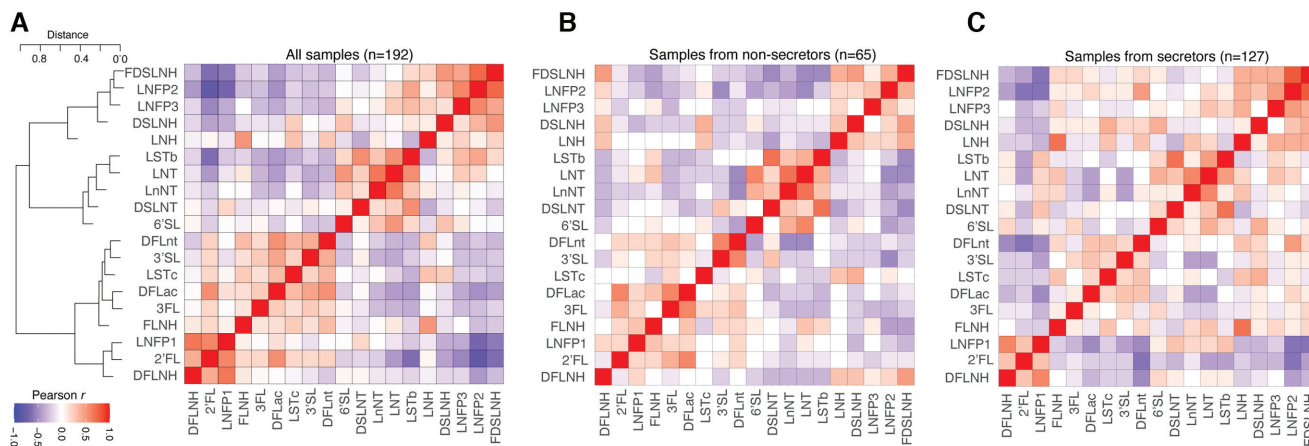 A
B
C
Distance
0.8
0.4
0.0
All samples (n=192)
FDSLNH
LNFP2
LNFP3
DSLNH
LNH
LSTb
LNT
LnNT
DSLNT
6'SL
DFLnt
3'SL
LSTc
DFLac
3FL
FLNH
LNFP1
2'FL
DFLNH
DFLNH
2'FL
LNFP1
FLNH
3FL
DFLac
LSTc
3'SL
DFLnt
6'SL
DSLNT
LnNT
LNT
LSTb
LNH
DSLNH
LNFP3
LNFP2
FDSLNH
Pearson r
-1.0
-0.5
0.0
0.5
1.0
Samples from non-secretors (n=65)
FDSLNH
LNFP2
LNFP3
DSLNH
LNH
LSTb
LNT
LnNT
DSLNT
6'SL
DFLnt
3'SL
LSTc
DFLac
3FL
FLNH
LNFP1
2'FL
DFLNH
DFLNH
2'FL
LNFP1
FLNH
3FL
DFLac
LSTc
3'SL
DFLnt
6'SL
DSLNT
LnNT
LNT
LSTb
LNH
DSLNH
LNFP3
LNFP2
FDSLNH
Samples from secretors (n=127)
FDSLNH
LNFP2
LNFP3
DSLNH
LNH
LSTb
LNT
LnNT
DSLNT
6'SL
DFLnt
3'SL
LSTc
DFLac
3FL
FLNH
LNFP1
2'FL
DFLNH
DFLNH
2'FL
LNFP1
FLNH
3FL
DFLac
LSTc
3'SL
DFLnt
6'SL
DSLNT
LnNT
LNT
LSTb
LNH
DSLNH
LNFP3
LNFP2
FDSLNH